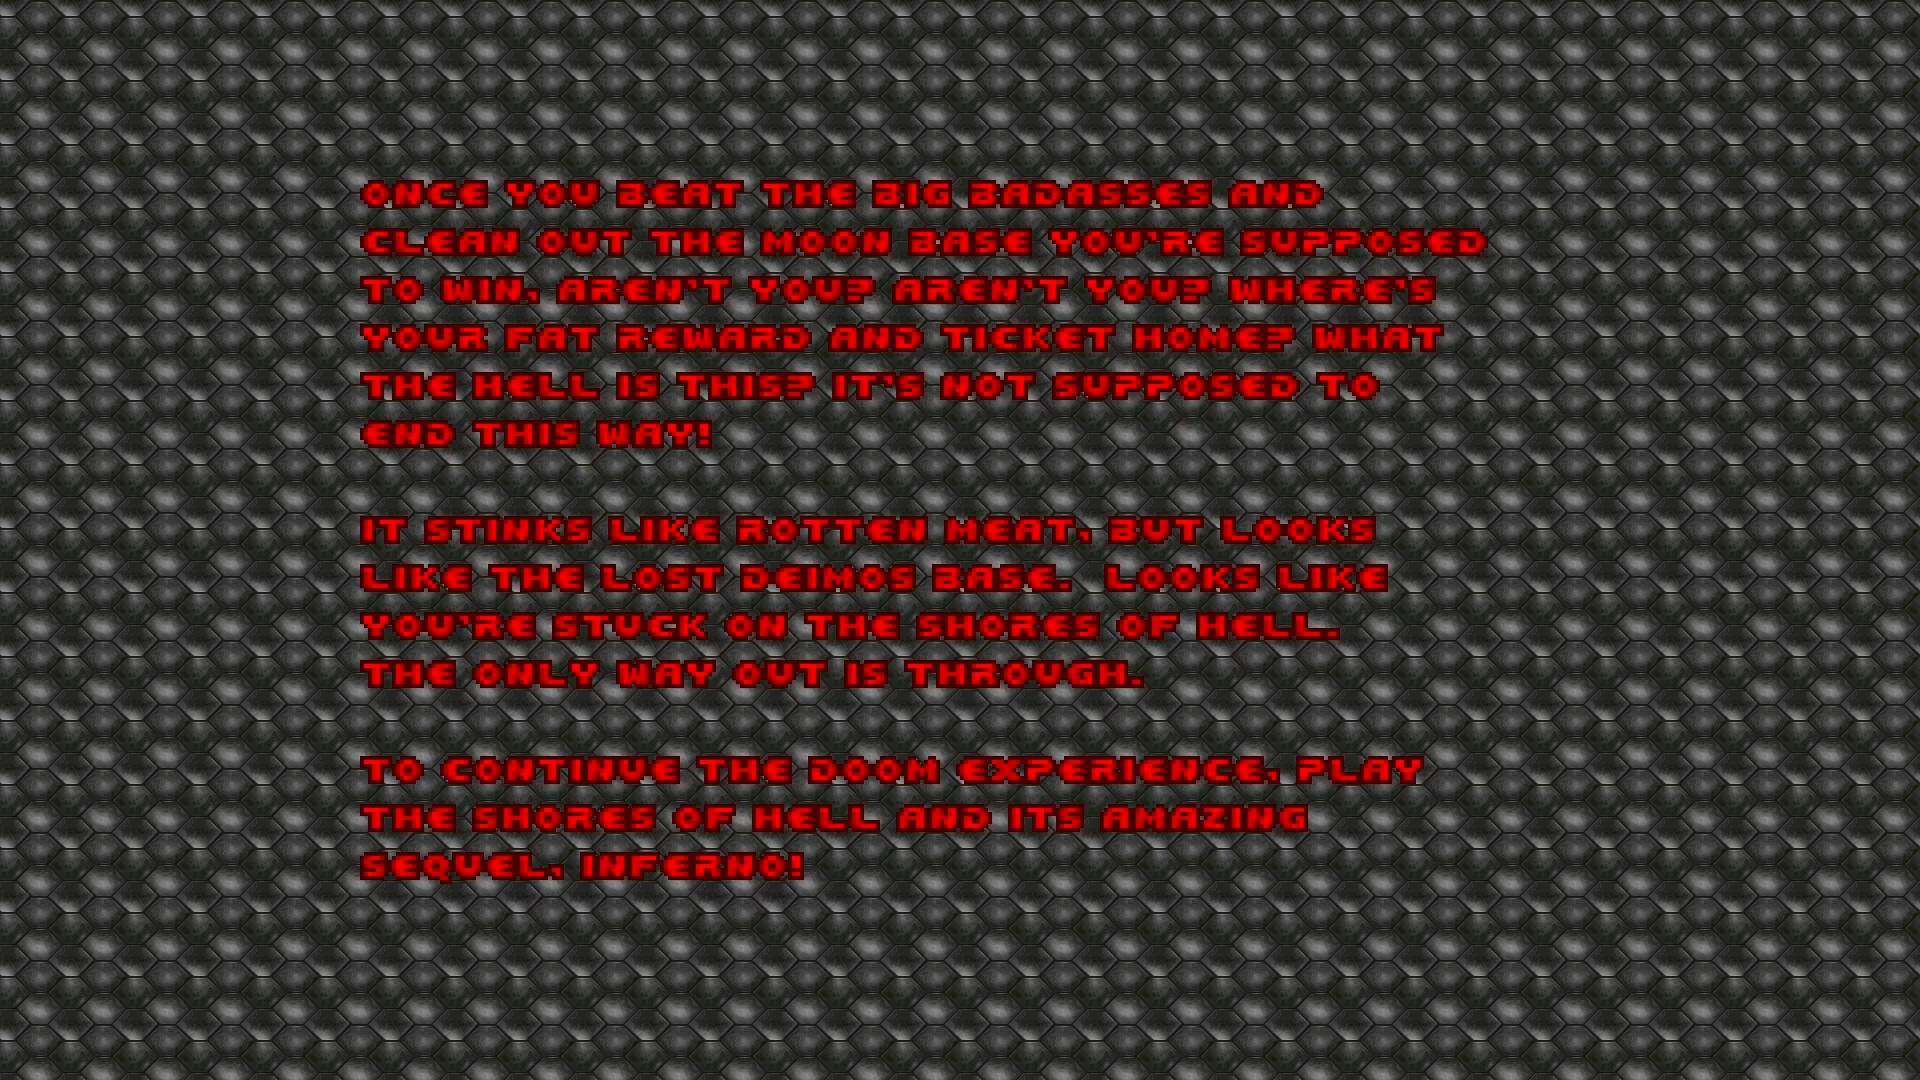 ONCE YOU BEAT THE BIG BADASSES AND
CLEAN OUT THE MOON BASE YOU'RE SUPPOSED
TO WIN, AREN'T YOU? AREN'T YOU? WHERE'S
YOUR FAT REWARD AND TICKET HOME? WHAT
THE HELL IS THIS? IT'S NOT SUPPOSED TO
END THIS WAY!
IT STINKS LIKE ROTTEN MEAT, BUT LOOKS
LIKE THE LOST DEIMOS BASE.  LOOKS LIKE
YOU'RE STUCK ON THE SHORES OF HELL.
THE ONLY WAY OUT IS THROUGH.
TO CONTINUE THE DOOM EXPERIENCE, PLAY
THE SHORES OF HELL AND ITS AMAZING
SEQUEL, INFERNO!